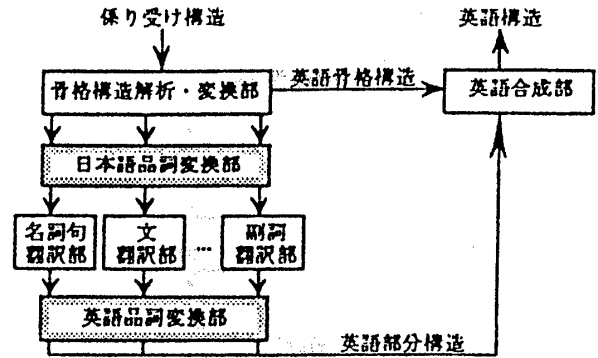 係り受け構造
英語構造
骨格構造解析・変換部
英語骨格構造
英語合成部
日本語品詞変換部
名詞句
翻訳部
文
翻訳部
...
副詞
翻訳部
英語品詞変換部
英語部分構造